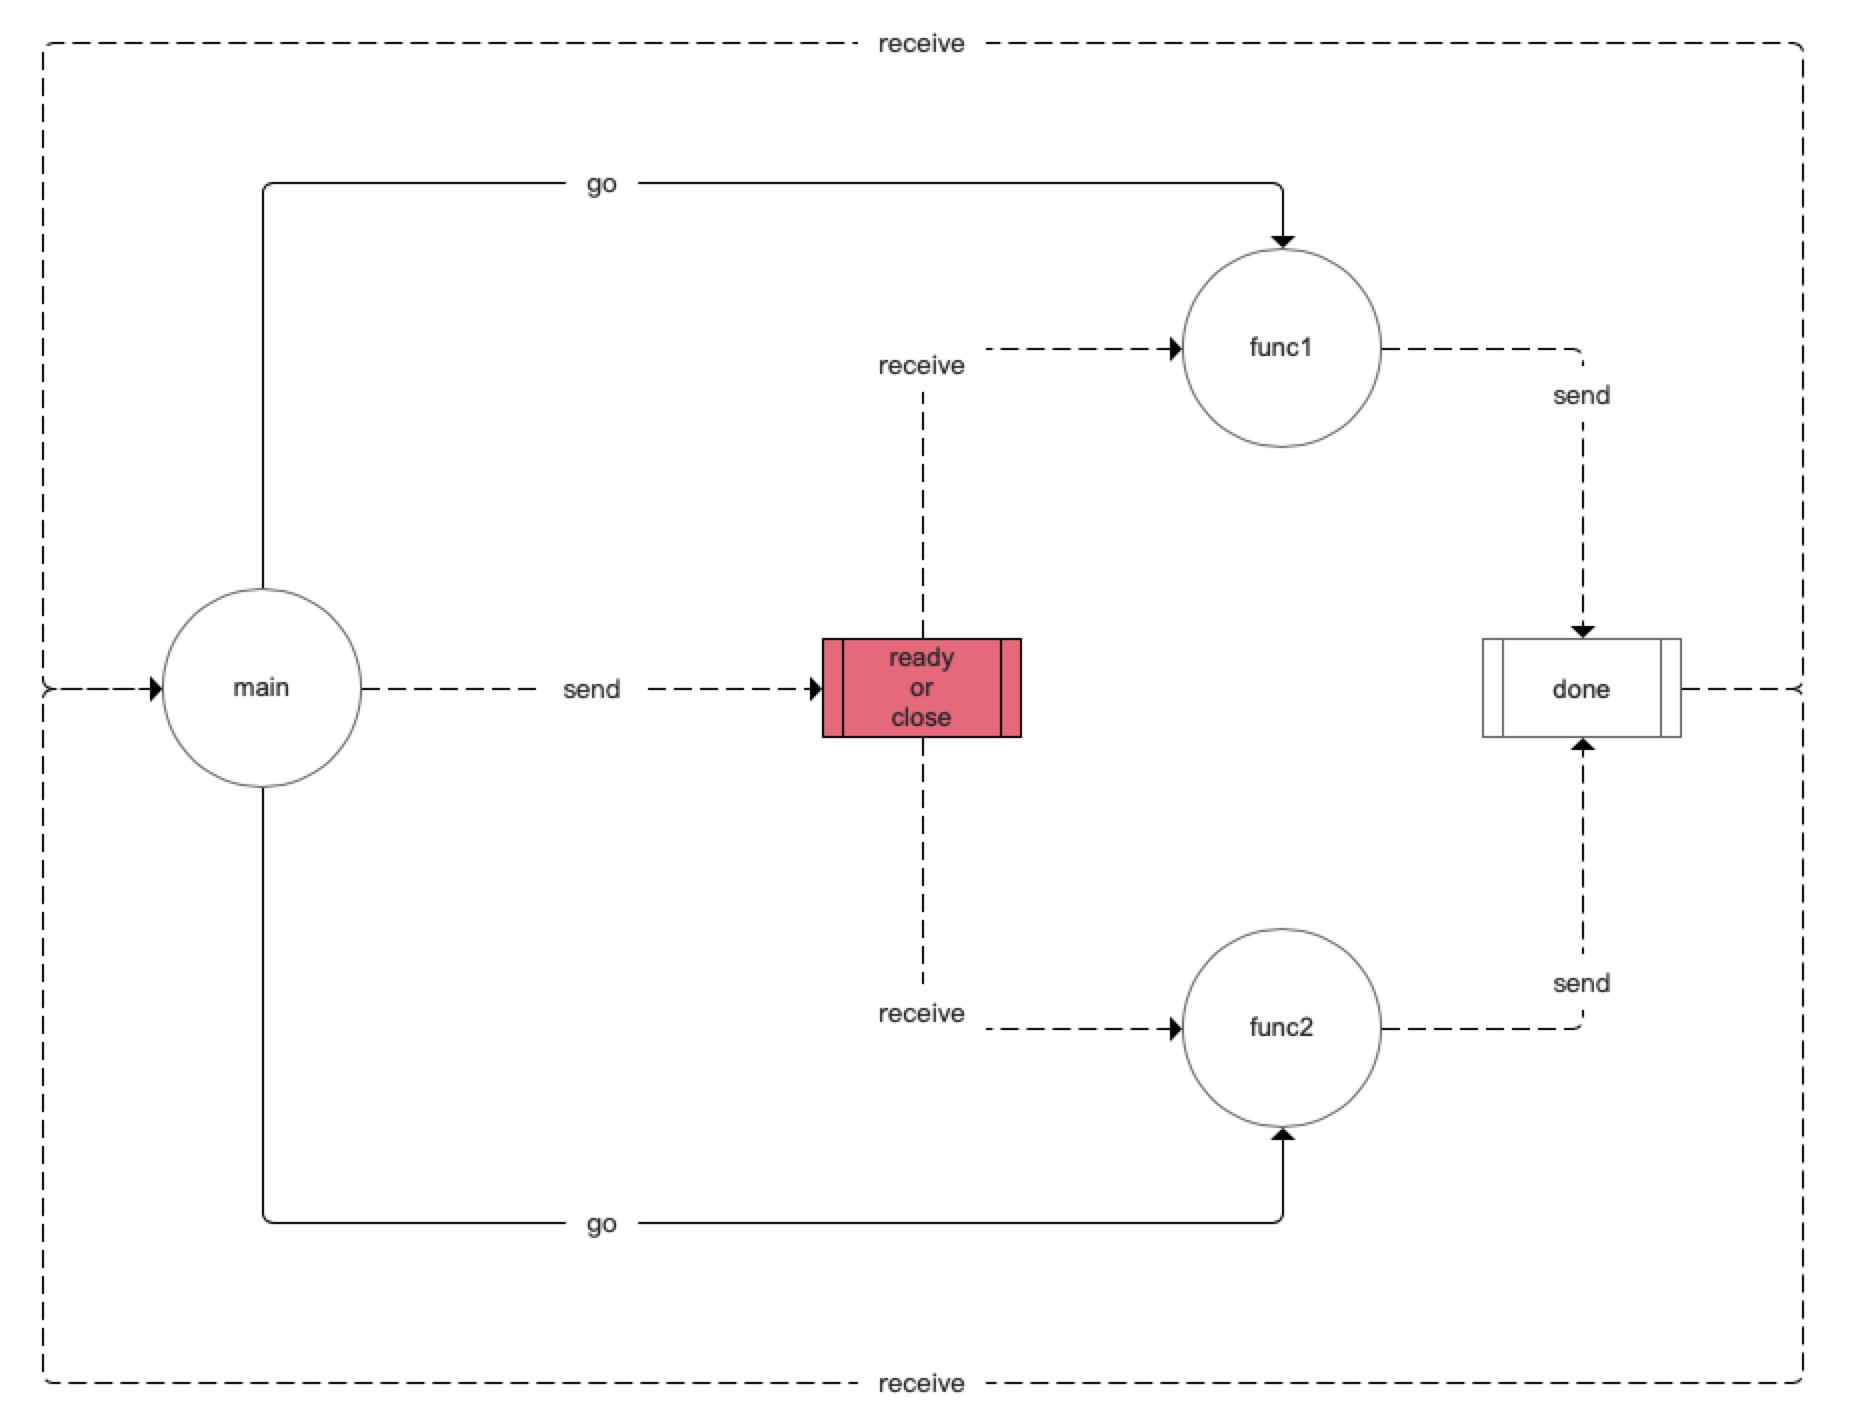 receive
go
func1
receive
send
main
send
ready
or
close
done
receive
func2
send
go
receive